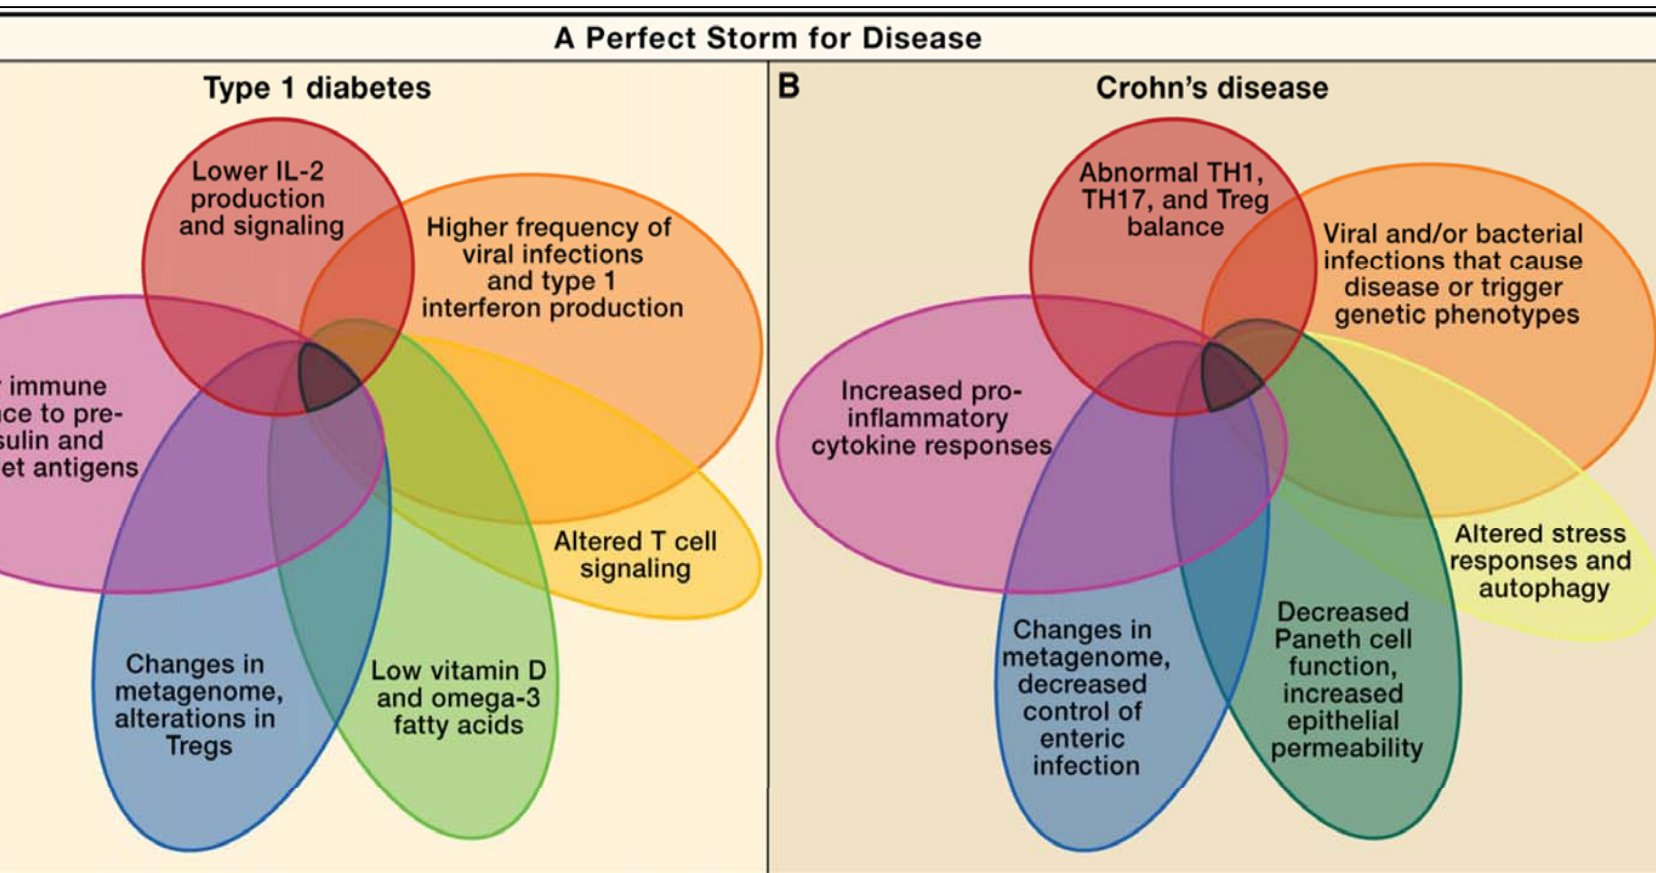 A Perfect Storm for Disease
Type 1 diabetes
Lower IL-2
production
and signaling
Higher frequency of
viral infections
and type 1
interferon production
immune
to pre-
and
antigens
Altered T cell
signaling
Changes in
metagenome,
alterations in
Tregs
Low vitamin D
and omega-3
fatty acids
B
Crohn's disease
Abnormal TH1,
TH17, and Treg
balance
Viral and/or bacterial
infections that cause
disease or trigger
genetic phenotypes
Increased pro-
inflammatory
cytokine responses
Altered stress
responses and
autophagy
Changes in
metagenome,
decreased
control of
enteric
infection
Decreased
Paneth cell
function,
increased
epithelial
permeability